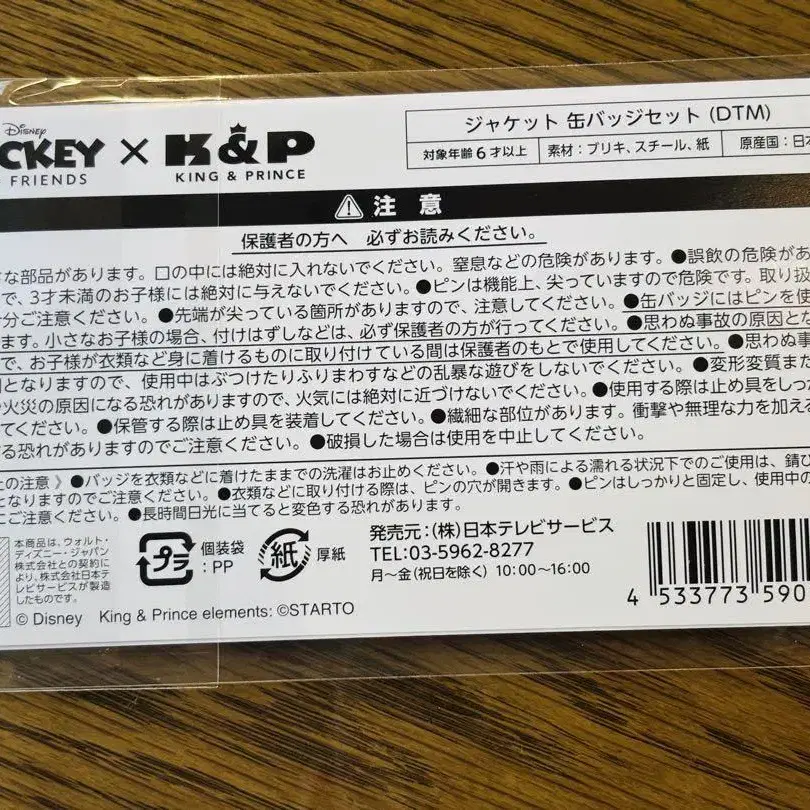 Disney
CKEY × K&P
FRIENDS KING & PRINCE
ジャケット 缶バッジセット (DTM)
対象年齢6才以上 素材：ブリキ、スチール、紙 原産国：日
注意
保護者の方へ 必ずお読みください。
な部品があります。口の中には絶対に入れないでください。窒息などの危険があります。●誤飲の危険があ
で、3才未満のお子様には絶対に与えないでください。●ピンは機能上、尖っていますので危険です。取り扱
分ご注意ください。●先端が尖っている箇所がありますので、注意してください。●缶バッジにはピンを使
ます。小さなお子様の場合、付けはずしなどは、必ず保護者の方が行ってください。●思わぬ事故の原因とな
で、お子様が衣類など身に着けるものに取り付けている間は保護者のもとで使用してください。●思わぬ事
となりますので、使用中はぶつけたりふりまわすなどの乱暴な遊びをしないでください。●変形変質また
や火災の原因になる恐れがありますので、火気には絶対に近づけないでください。●使用する際は止め具をしっ
てください。●保管する際は止め具を装着してください。●繊細な部位があります。衝撃や無理な力を加える
する恐れがありますのでご注意ください。●破損した場合は使用を中止してください。
上の注意》●バッジを衣類などに着けたままでの洗濯はお止めください。●汗や雨による濡れる状況下でのご使用は、錆び
となりますのでご注意ください。●衣類などに取り付ける際は、ピンの穴が開きます。●ピンはしっかりと固定し、使用中の
ご注意ください。●長時間日光に当てると変色する恐れがあります。
本商品は、ウォルト・
ディズニー・ジャパン
株式会社との契約に
より、株式会社日本テ
レビサービスが製造
したものです。
プラ 個装袋
：PP
紙 ：厚紙
発売元：(株)日本テレビサービス
TEL:03-5962-8277
月～金(祝日を除く) 10:00～16:00
4 533773 590
© Disney King & Prince elements: ©STARTO